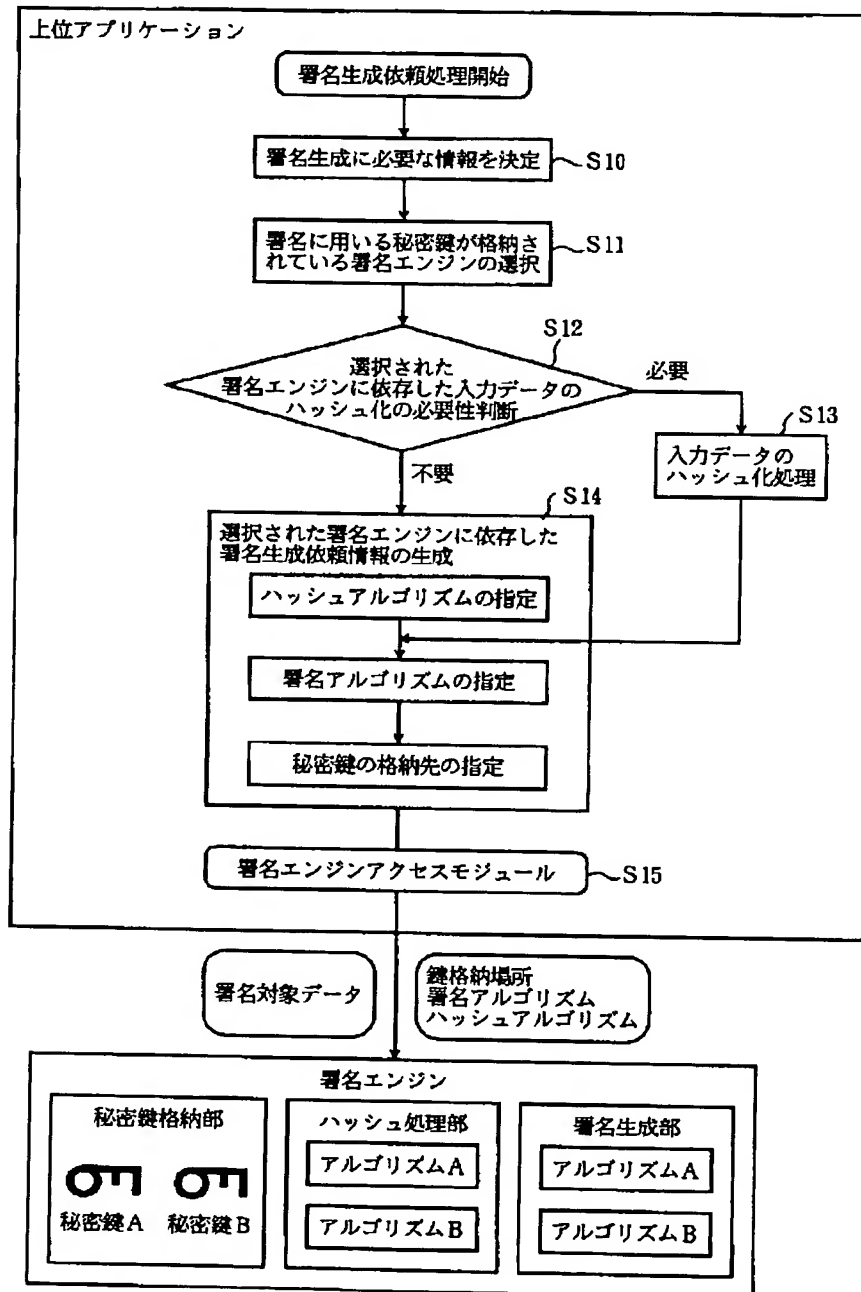 上位アプリケーション
署名生成依頼処理開始
署名生成に必要な情報を決定
S10
署名に用いる秘密鍵が格納さ
れている署名エンジンの選択
S11
S12
選択された
署名エンジンに依存した入力データの
ハッシュ化の必要性判断
必要
S13
入力データの
ハッシュ化処理
不要
S14
選択された署名エンジンに依存した
署名生成依頼情報の生成
ハッシュアルゴリズムの指定
署名アルゴリズムの指定
秘密鍵の格納先の指定
署名エンジンアクセスモジュール
S15
署名対象データ
鍵格納場所
署名アルゴリズム
ハッシュアルゴリズム
署名エンジン
秘密鍵格納部
秘密鍵A
秘密鍵B
ハッシュ処理部
アルゴリズムA
アルゴリズムB
署名生成部
アルゴリズムA
アルゴリズムB